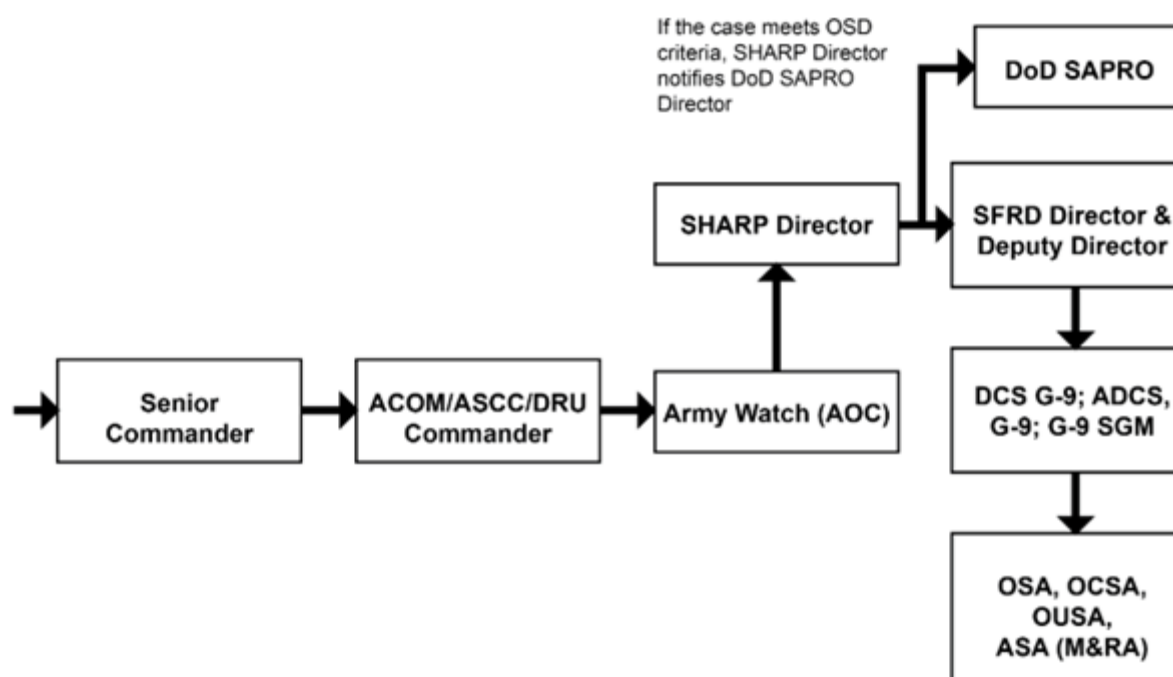 If the case meets OSD
criteria, SHARP Director
notifies DoD SAPRO
Director
DoD SAPRO
SHARP Director
SFRD Director &
Deputy Director
Senior
Commander
ACOM/ASCC/DRU
Commander
Army Watch (AOC)
DCS G-9; ADCS,
G-9; G-9 SGM
OSA, OCSA,
OUSA,
ASA (M&RA)